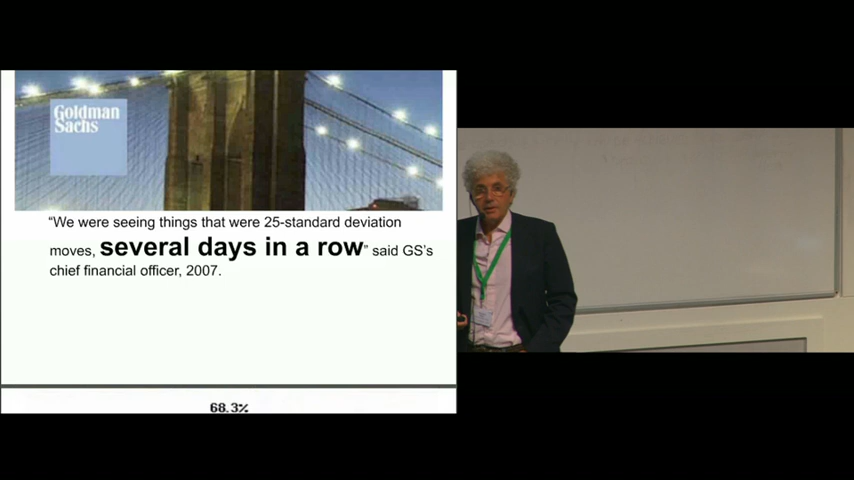 Goldman
Sachs
“We were seeing things that were 25-standard deviation
moves, several days in a row” said GS’s
chief financial officer, 2007.
68.3%